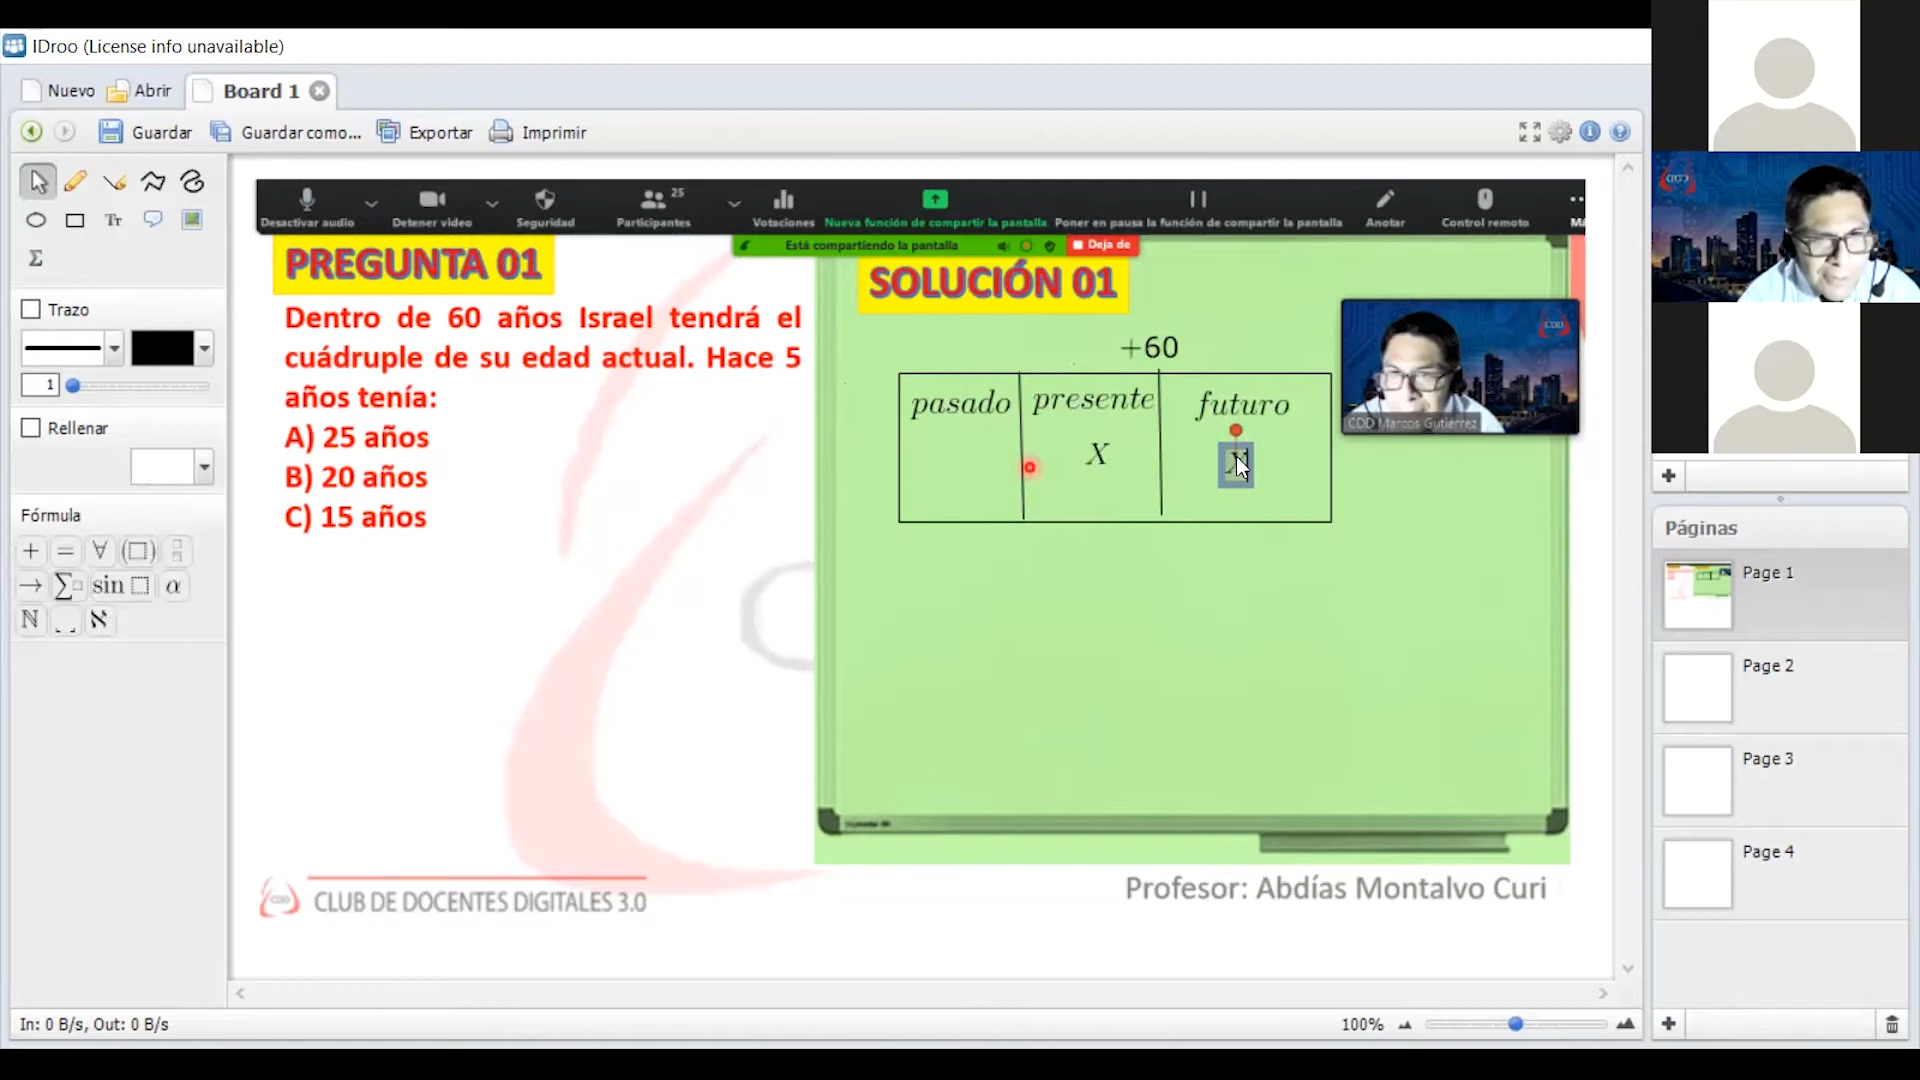 IDroo (License info unavailable)
Nuevo Abrir Board 1
Guardar Guardar como... Exportar Imprimir
Desactivar audio Detener video Seguridad Participantes 25 Votaciones Nueva función de compartir la pantalla Poner en pausa la función de compartir la pantalla Anotar Control remoto
Está compartiendo la pantalla Deja de
PREGUNTA 01
Dentro de 60 años Israel tendrá el
cuádruple de su edad actual. Hace 5
años tenía:
A) 25 años
B) 20 años
C) 15 años
SOLUCIÓN 01
+60
pasado presente futuro
X X
CDD Marcos Gutiérrez
CDD
Tr
Σ
Trazo
1
Rellenar
Fórmula
+ = ∀ (□)
→ Σ sin α
ℕ ℵ
CLUB DE DOCENTES DIGITALES 3.0
Profesor: Abdías Montalvo Curi
In: 0 B/s, Out: 0 B/s
100%
Páginas
Page 1
Page 2
Page 3
Page 4